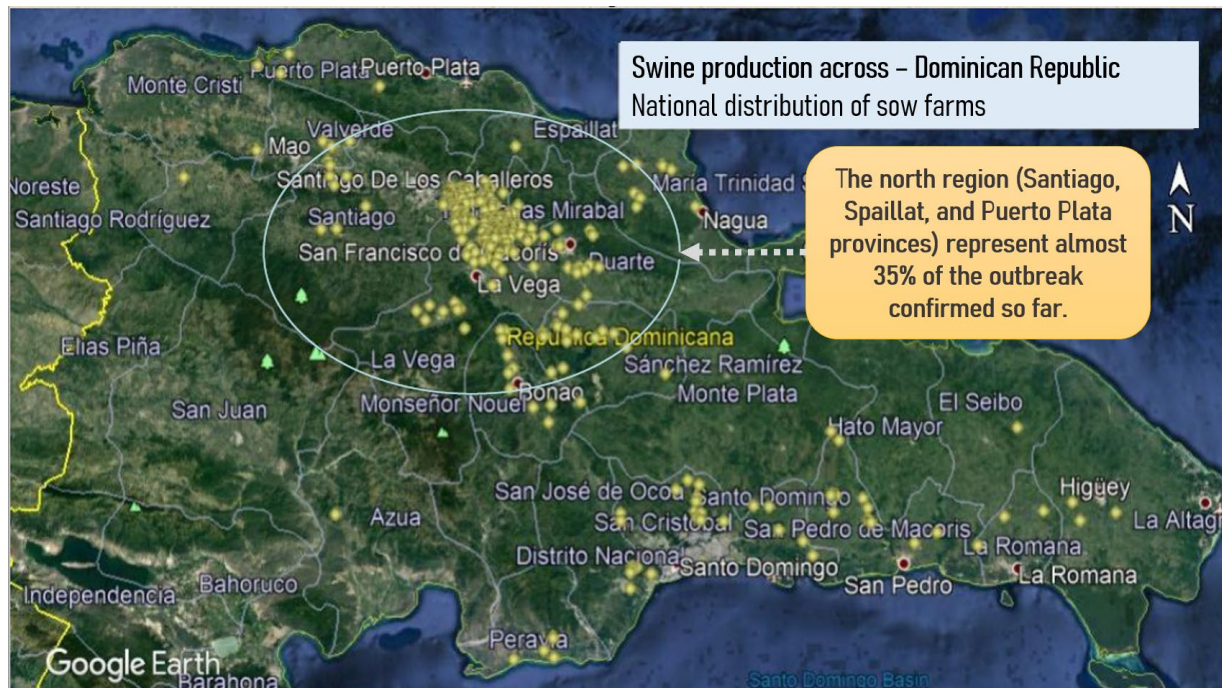 Swine production across – Dominican Republic
National distribution of sow farms
The north region (Santiago,
Spaillat, and Puerto Plata
provinces) represent almost
35% of the outbreak
confirmed so far.
N
Puerto Plata
Puerto Plata
Monte Cristi
Valverde
Espaillat
Mao
Noreste
Santiago De Los Caballeros
María Trinidad S
Santiago Rodríguez
Santiago
as Mirabal
Nagua
San Francisco d
corís
Duarte
La Vega
República Dominicana
Elías Piña
La Vega
Sánchez Ramírez
Bonao
Monte Plata
San Juan
Monseñor Nouel
El Seibo
Hato Mayor
San José de Ocoa
Santo Domingo
Higüey
Azua
San Cristóbal
San Pedro de Macorís
La Altag
Distrito Nacional
Santo Domingo
La Romana
La Romana
Independencia
Bahoruco
San Pedro
Peravia
Google Earth
Barahona
Santo Domingo Basin